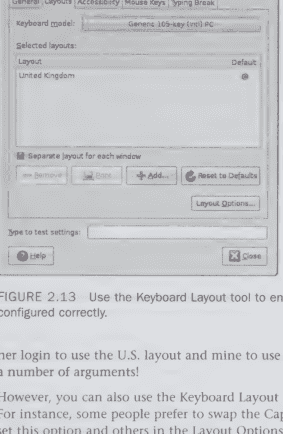 General Layouts Accessibility Mouse Keys Typing Break
Keyboard model: Generic 105-key (Intl) PC
Selected layouts:
Layout Default
United Kingdom
Separate layout for each window
Remove Add... Reset to Defaults
Layout Options...
Type to test settings:
Help Close
FIGURE 2.13 Use the Keyboard Layout tool to en
configured correctly.
her login to use the U.S. layout and mine to use
a number of arguments!
However, you can also use the Keyboard Layout
For instance, some people prefer to swap the Cap
set this option and others in the Layout Options